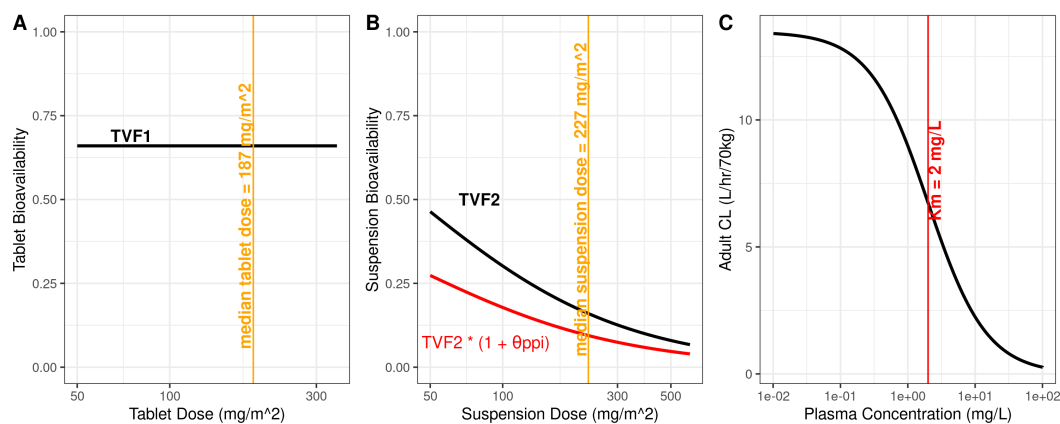 A
1.00
0.75
0.50
0.25
0.00
Tablet Bioavailability
TVF1
median tablet dose = 187 mg/m^2
50
100
300
Tablet Dose (mg/m^2)
B
1.00
0.75
0.50
0.25
0.00
Suspension Bioavailability
TVF2
TVF2 * (1 + θppi)
median suspension dose = 227 mg/m^2
50
100
300
500
Suspension Dose (mg/m^2)
C
10
5
0
Adult CL (L/hr/70kg)
Km = 2 mg/L
1e-02
1e-01
1e+00
1e+01
1e+02
Plasma Concentration (mg/L)